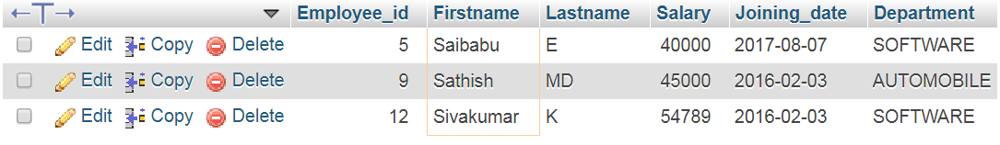 Employee_id Firstname Lastname Salary Joining_date Department
Edit Copy Delete 5 Saibabu E 40000 2017-08-07 SOFTWARE
Edit Copy Delete 9 Sathish MD 45000 2016-02-03 AUTOMOBILE
Edit Copy Delete 12 Sivakumar K 54789 2016-02-03 SOFTWARE